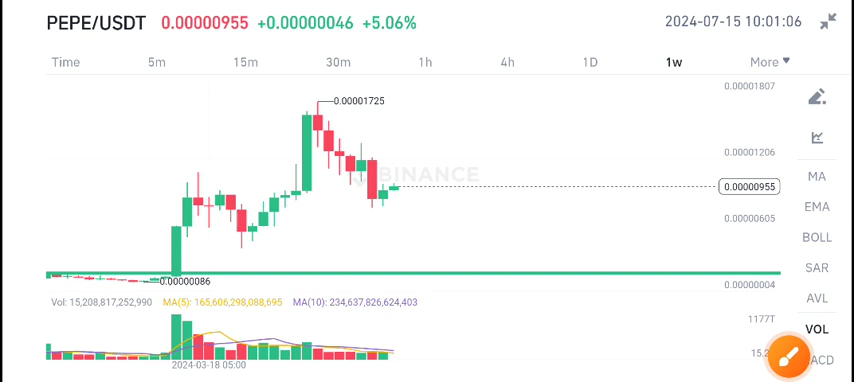 PEPE/USDT 0.00000955 +0.00000046 +5.06% 2024-07-15 10:01:06
Time 5m 15m 30m 1h 4h 1D 1w More
0.00001807
0.00001725
0.00001206
BINANCE
0.00000955
0.00000605
0.00000086
0.00000004
MA
EMA
BOLL
SAR
AVL
VOL
Vol: 15,208,817,252,990 MA(5): 165,606,298,088,695 MA(10): 234,637,826,624,403
1177T
2024-03-18 05:00